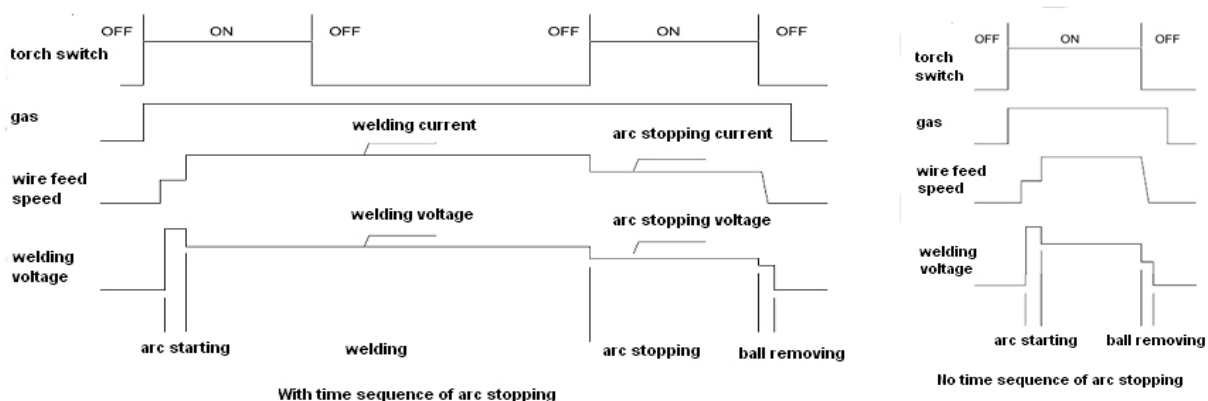 OFF ON OFF OFF ON OFF
torch switch
gas
welding current arc stopping current
wire feed
speed
welding voltage arc stopping voltage
welding
voltage
arc starting welding arc stopping ball removing
With time sequence of arc stopping
OFF ON OFF
torch
switch
gas
wire feed
speed
welding
voltage
arc starting ball removing
No time sequence of arc stopping